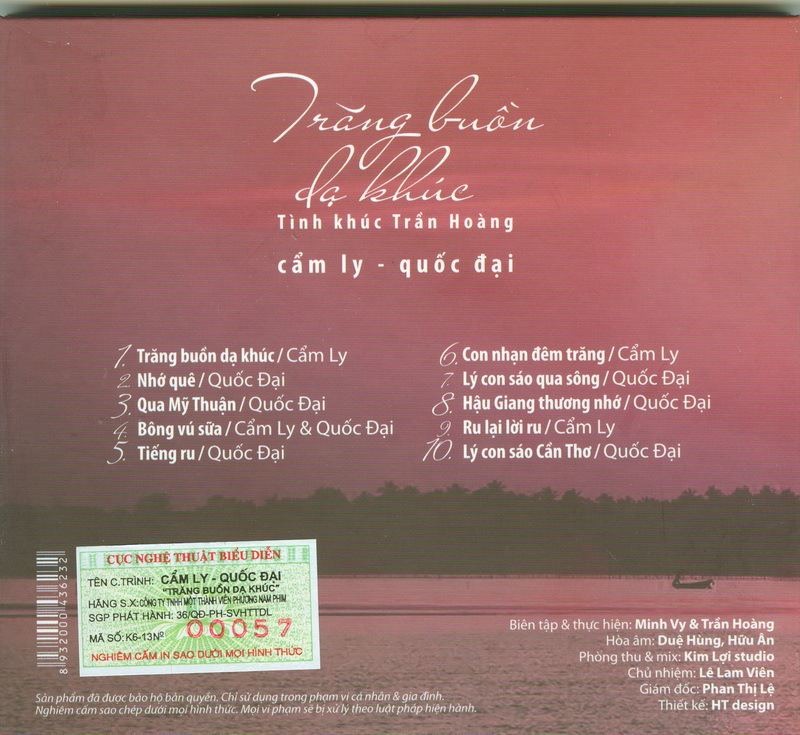 Trăng buồn
dạ khúc
Tình khúc Trần Hoàng
cẩm ly - quốc đại
1. Trăng buồn dạ khúc / Cẩm Ly
2. Nhớ quê / Quốc Đại
3. Qua Mỹ Thuận / Quốc Đại
4. Bông vú sữa / Cẩm Ly & Quốc Đại
5. Tiếng ru / Quốc Đại
6. Con nhạn đêm trăng / Cẩm Ly
7. Lý con sáo qua sông / Quốc Đại
8. Hậu Giang thương nhớ / Quốc Đại
9. Ru lại lời ru / Cẩm Ly
10. Lý con sáo Cần Thơ / Quốc Đại
8 932000 436232
CỤC NGHỆ THUẬT BIỂU DIỄN
TÊN C.TRÌNH: CẨM LY - QUỐC ĐẠI
"TRĂNG BUỒN DẠ KHÚC"
HÃNG S.X: CÔNG TY TNHH MỘT THÀNH VIÊN PHƯƠNG NAM PHIM
SGP PHÁT HÀNH: 36/QĐ-PH-SVHTTDL
MÃ SỐ: K6-13Nº 00057
NGHIÊM CẤM IN SAO DƯỚI MỌI HÌNH THỨC
Biên tập & thực hiện: Minh Vy & Trần Hoàng
Hòa âm: Duệ Hùng, Hữu Ân
Phòng thu & mix: Kim Lợi studio
Chủ nhiệm: Lê Lam Viên
Giám đốc: Phan Thị Lệ
Thiết kế: HT design
Sản phẩm đã được bảo hộ bản quyền. Chỉ sử dụng trong phạm vi cá nhân & gia đình.
Nghiêm cấm sao chép dưới mọi hình thức. Mọi vi phạm sẽ bị xử lý theo luật pháp hiện hành.